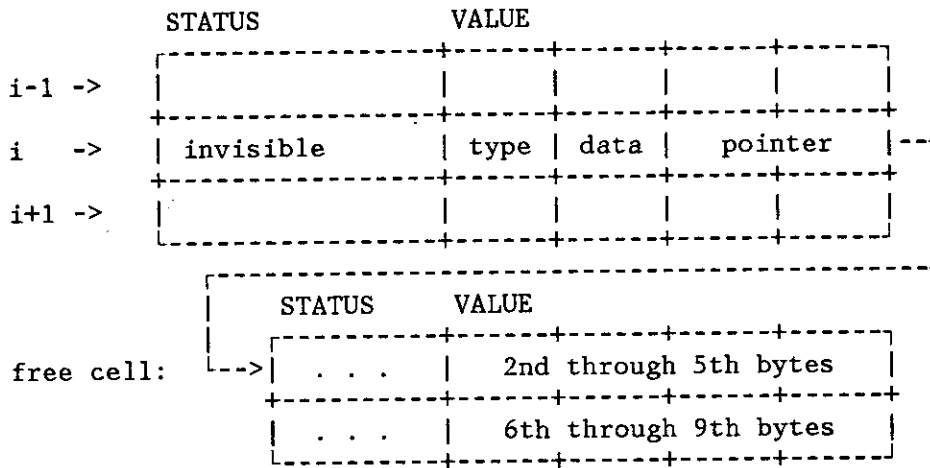 STATUS VALUE
i-1 ->
i -> invisible type data pointer
i+1 ->
STATUS VALUE
free cell: . . . 2nd through 5th bytes
. . . 6th through 9th bytes